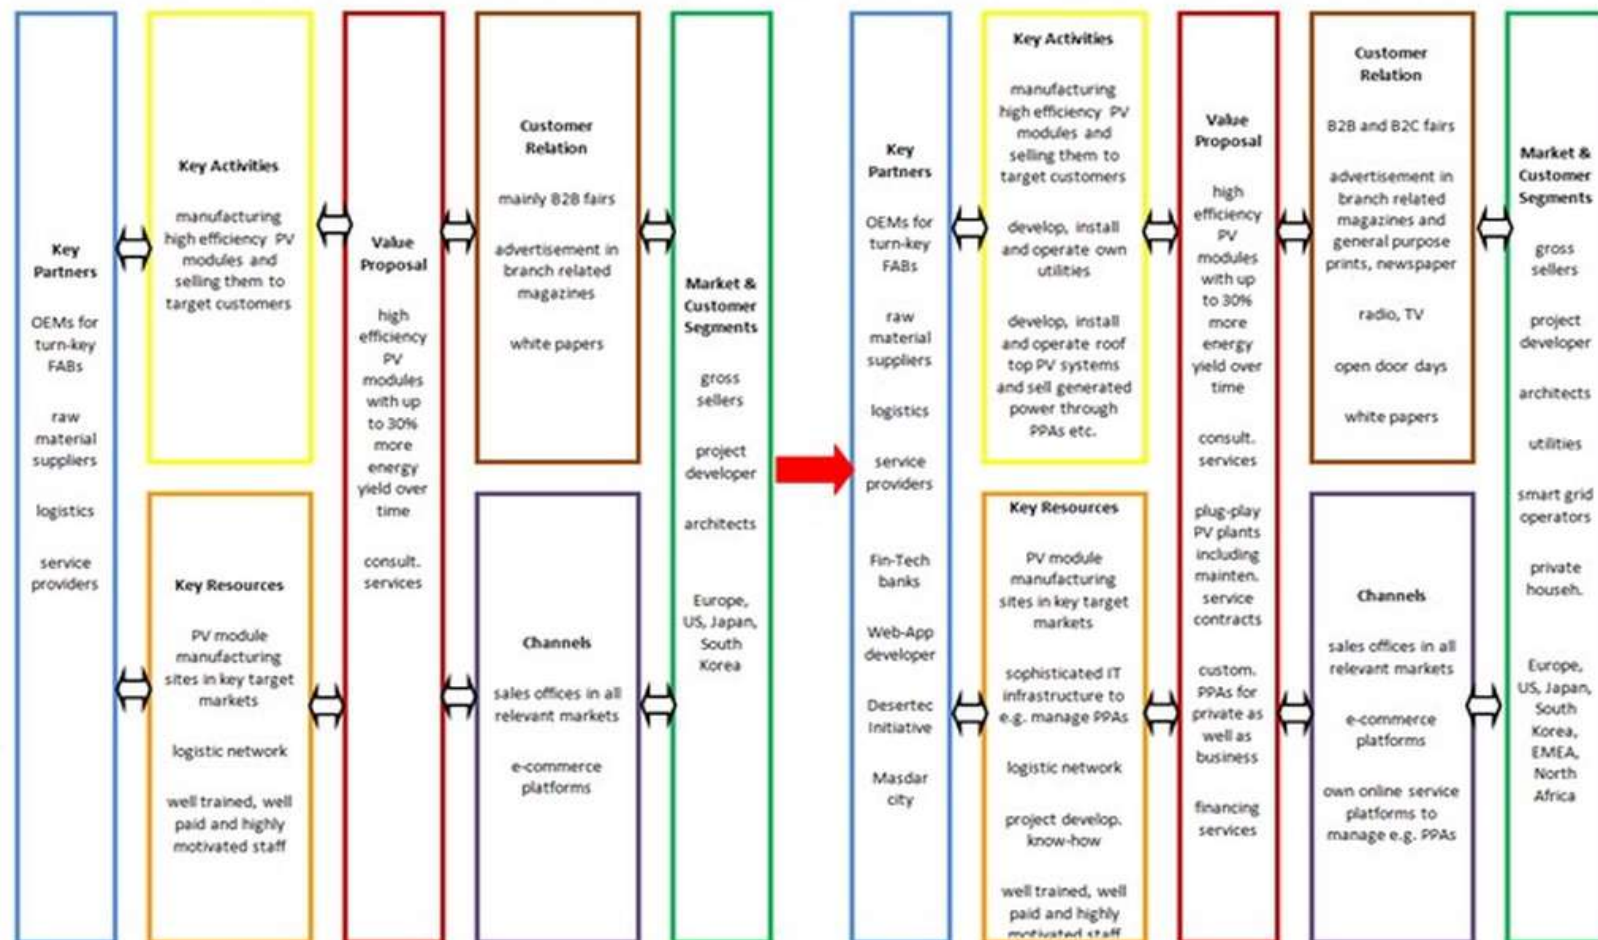 Key
Partners
OEMs for
turn-key
FABs
raw
material
suppliers
logistics
service
providers
Key Activities
manufacturing
high efficiency PV
modules and
selling them to
target customers
Key Resources
PV module
manufacturing
sites in key target
markets
logistic network
well trained, well
paid and highly
motivated staff
Value
Proposal
high
efficiency
PV
modules
with up
to 30%
more
energy
yield over
time
consult.
services
Customer
Relation
mainly B2B fairs
advertisement in
branch related
magazines
white papers
Channels
sales offices in all
relevant markets
e-commerce
platforms
Market &
Customer
Segments
gross
sellers
project
developer
architects
Europe,
US, Japan,
South
Korea
Key
Partners
OEMs for
turn-key
FABs
raw
material
suppliers
logistics
service
providers
Fin-Tech
banks
Web-App
developer
Desertec
Initiative
Masdar
city
Key Activities
manufacturing
high efficiency PV
modules and
selling them to
target customers
develop, install
and operate own
utilities
develop, install
and operate roof
top PV systems
and sell generated
power through
PPAs etc.
Key Resources
PV module
manufacturing
sites in key target
markets
sophisticated IT
infrastructure to
e.g. manage PPAs
logistic network
project develop.
know-how
well trained, well
paid and highly
motivated staff
Value
Proposal
high
efficiency
PV
modules
with up
to 30%
more
energy
yield over
time
consult.
services
plug-play
PV plants
including
mainten.
service
contracts
custom.
PPAs for
private as
well as
business
financing
services
Customer
Relation
B2B and B2C fairs
advertisement in
branch related
magazines and
general purpose
prints, newspaper
radio, TV
open door days
white papers
Channels
sales offices in all
relevant markets
e-commerce
platforms
own online service
platforms to
manage e.g. PPAs
Market &
Customer
Segments
gross
sellers
project
developer
architects
utilities
smart grid
operators
private
househ.
Europe,
US, Japan,
South
Korea,
EMEA,
North
Africa